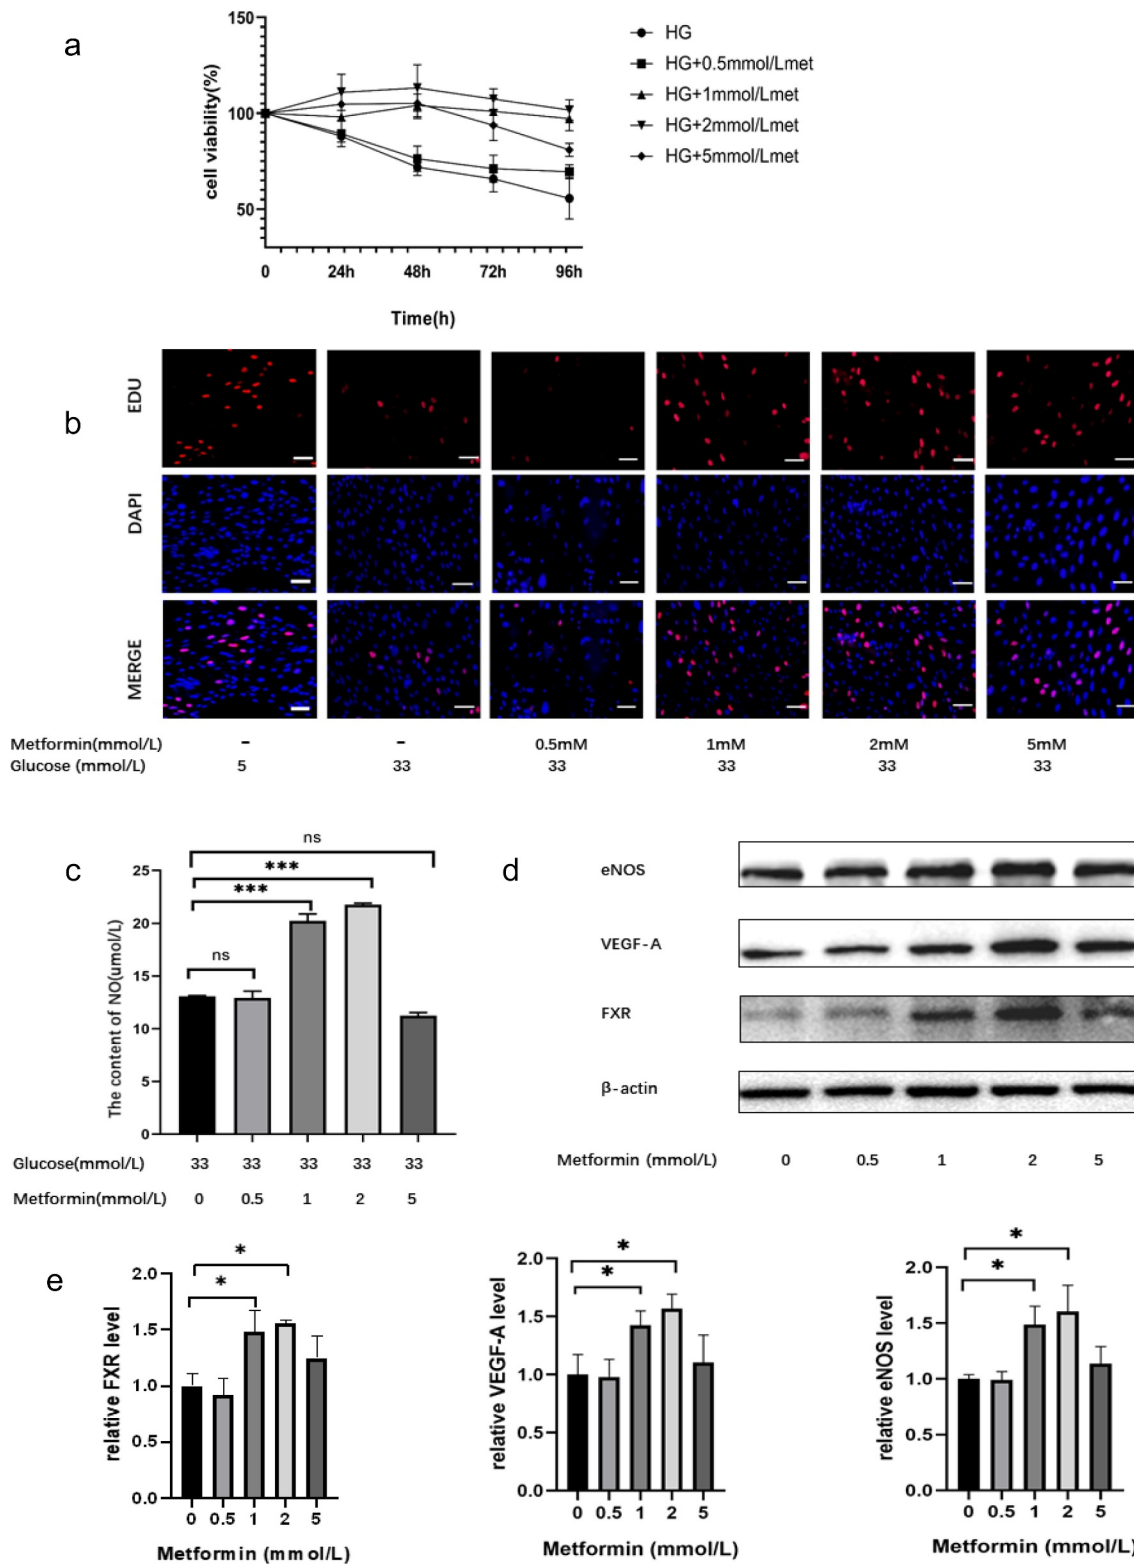 a
150
100
50
cell viability(%)
0 24h 48h 72h 96h
Time(h)
HG
HG+0.5mmol/Lmet
HG+1mmol/Lmet
HG+2mmol/Lmet
HG+5mmol/Lmet
b
EDU
DAPI
MERGE
Metformin(mmol/L) - - 0.5mM 1mM 2mM 5mM
Glucose (mmol/L) 5 33 33 33 33 33
c
ns
***
***
ns
25
20
15
10
5
0
The content of NO(umol/L)
Glucose(mmol/L) 33 33 33 33 33
Metformin(mmol/L) 0 0.5 1 2 5
d
eNOS
VEGF-A
FXR
β-actin
Metformin (mmol/L) 0 0.5 1 2 5
e
*
*
2.0
1.5
1.0
0.5
0.0
relative FXR level
0 0.5 1 2 5
Metformin (mmol/L)
*
*
2.0
1.5
1.0
0.5
0.0
relative VEGF-A level
0 0.5 1 2 5
Metformin (mmol/L)
*
*
2.0
1.5
1.0
0.5
0.0
relative eNOS level
0 0.5 1 2 5
Metformin (mmol/L)